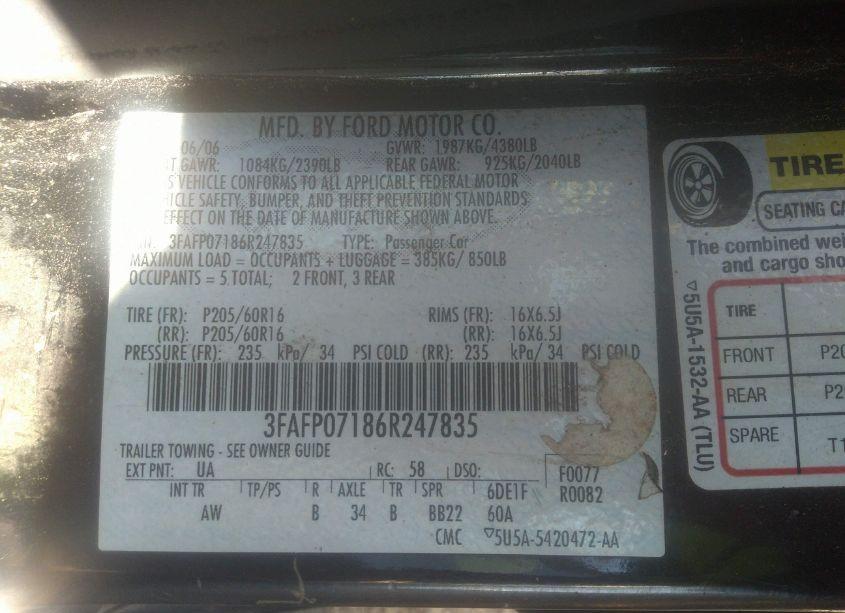 MFD. BY FORD MOTOR CO.
06/06 GVWR: 1987KG/4380LB
GAWR: 1084KG/2390LB REAR GAWR: 925KG/2040LB
VEHICLE CONFORMS TO ALL APPLICABLE FEDERAL MOTOR
VEHICLE SAFETY, BUMPER, AND THEFT PREVENTION STANDARDS
EFFECT ON THE DATE OF MANUFACTURE SHOWN ABOVE.
3FAFP07186R247835 TYPE: Passenger Car
MAXIMUM LOAD = OCCUPANTS + LUGGAGE = 385KG/ 850LB
OCCUPANTS = 5 TOTAL; 2 FRONT, 3 REAR
TIRE (FR): P205/60R16 RIMS (FR): 16X6.5J
(RR): P205/60R16 (RR): 16X6.5J
PRESSURE (FR): 235 kPa/ 34 PSI COLD (RR): 235 kPa/ 34 PSI COLD
3FAFP07186R247835
TRAILER TOWING - SEE OWNER GUIDE
EXT PNT: UA RC: 58 DSO: F0077
INT TR TP/PS R AXLE TR SPR 6DE1F R0082
AW B 34 B BB22 60A
CMC ▽5U5A-5420472-AA
TIRE
SEATING CA
The combined wei
and cargo sho
TIRE
FRONT P20
REAR P2
SPARE T1
▽5U5A-1532-AA (TLU)